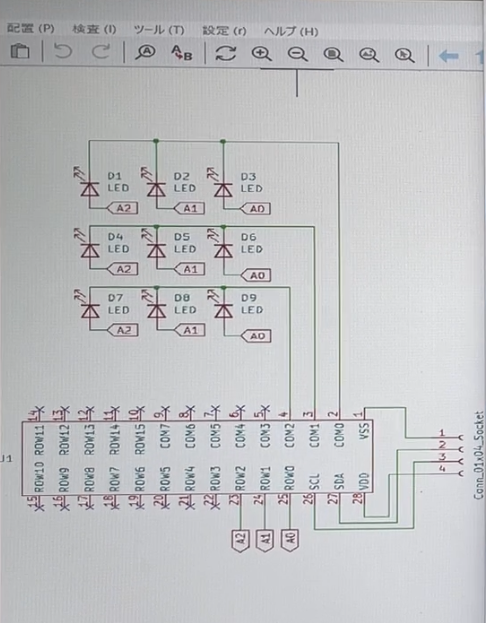 配置(P) 検査(I) ツール(T) 設定(r) ヘルプ(H)
D1 LED D2 LED D3 LED
A2 A1 A0
D4 LED D5 LED D6 LED
A2 A1 A0
D7 LED D8 LED D9 LED
A2 A1 A0
14 13 12 11 10 9 8 7 6 5 4 3 2 1
ROW11 ROW12 ROW13 ROW14 ROW15 COM7 COM6 COM5 COM4 COM3 COM2 COM1 COM0 VSS
J1
ROW10 ROW9 ROW8 ROW7 ROW6 ROW5 ROW4 ROW3 ROW2 ROW1 ROW0 SCL SDA VDD
15 16 17 18 19 20 21 22 23 24 25 26 27 28
A2 A1 A0
1
2
3
4
Conn_01x04_Socket